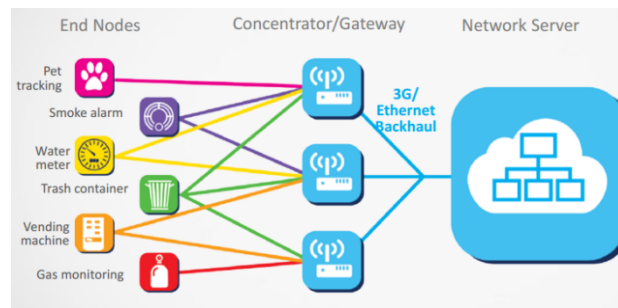 End Nodes
Concentrator/Gateway
Network Server
Pet
tracking
Smoke alarm
Water
meter
Trash container
Vending
machine
Gas monitoring
3G/
Ethernet
Backhaul